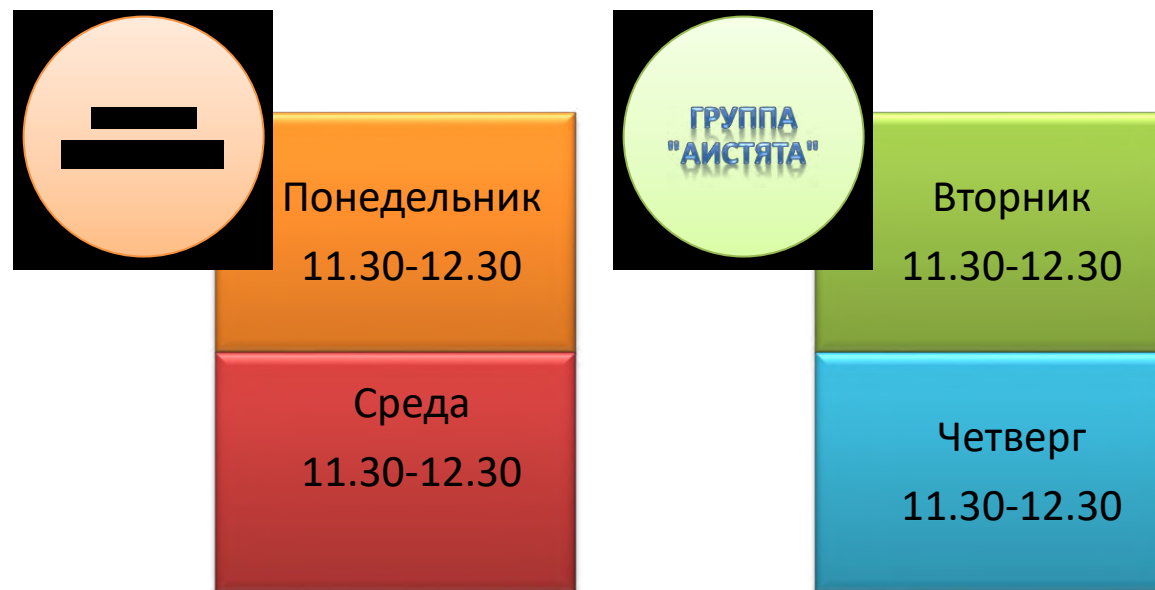 Понедельник
11.30-12.30
Среда
11.30-12.30
ГРУППА
"АИСТЯТА"
Вторник
11.30-12.30
Четверг
11.30-12.30